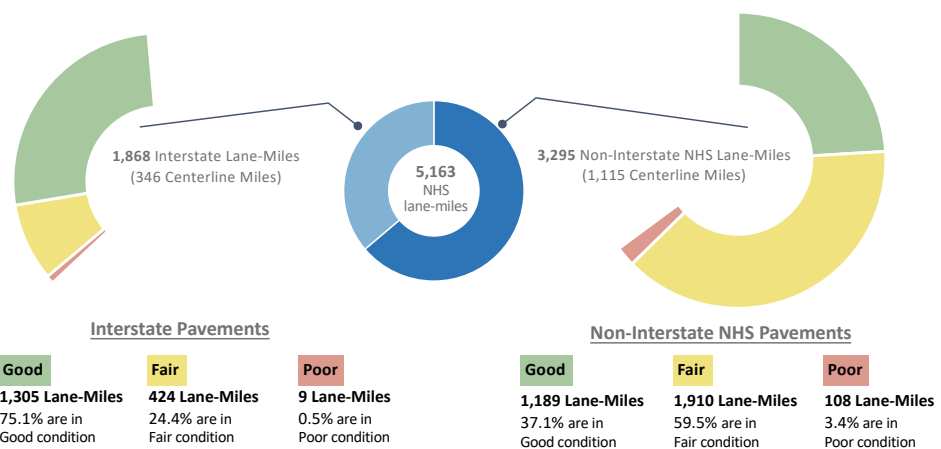 1,868 Interstate Lane-Miles
(346 Centerline Miles)
5,163
NHS
lane-miles
3,295 Non-Interstate NHS Lane-Miles
(1,115 Centerline Miles)
Interstate Pavements
Good
1,305 Lane-Miles
75.1% are in
Good condition
Fair
424 Lane-Miles
24.4% are in
Fair condition
Poor
9 Lane-Miles
0.5% are in
Poor condition
Non-Interstate NHS Pavements
Good
1,189 Lane-Miles
37.1% are in
Good condition
Fair
1,910 Lane-Miles
59.5% are in
Fair condition
Poor
108 Lane-Miles
3.4% are in
Poor condition